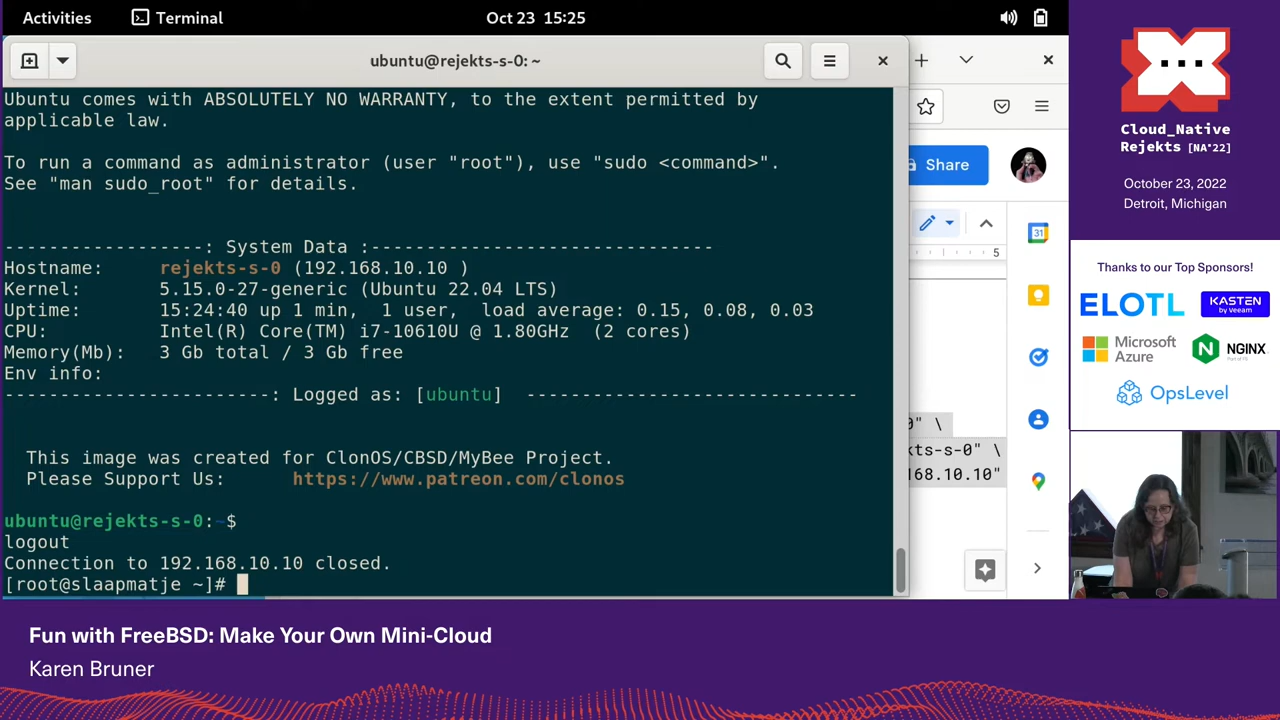 Activities
Terminal
Oct 23 15:25
ubuntu@rejekts-s-0: ~
Ubuntu comes with ABSOLUTELY NO WARRANTY, to the extent permitted by
applicable law.
To run a command as administrator (user "root"), use "sudo <command>".
See "man sudo_root" for details.
------------------: System Data :-------------------------------
Hostname: rejekts-s-0 (192.168.10.10 )
Kernel: 5.15.0-27-generic (Ubuntu 22.04 LTS)
Uptime: 15:24:40 up 1 min, 1 user, load average: 0.15, 0.08, 0.03
CPU: Intel(R) Core(TM) i7-10610U @ 1.80GHz (2 cores)
Memory(Mb): 3 Gb total / 3 Gb free
Env info:
------------------------: Logged as: [ubuntu] ------------------------------
This image was created for ClonOS/CBSD/MyBee Project.
Please Support Us: https://www.patreon.com/clonos
ubuntu@rejekts-s-0:~$
logout
Connection to 192.168.10.10 closed.
[root@slaapmatje ~]#
Share
5
31
0" \
kts-s-0" \
168.10.10"
Cloud_Native
Rejekts [NA'22]
October 23, 2022
Detroit, Michigan
Thanks to our Top Sponsors!
ELOTL
KASTEN
by Veeam
Microsoft
Azure
NGINX
Part of F5
OpsLevel
Fun with FreeBSD: Make Your Own Mini-Cloud
Karen Bruner